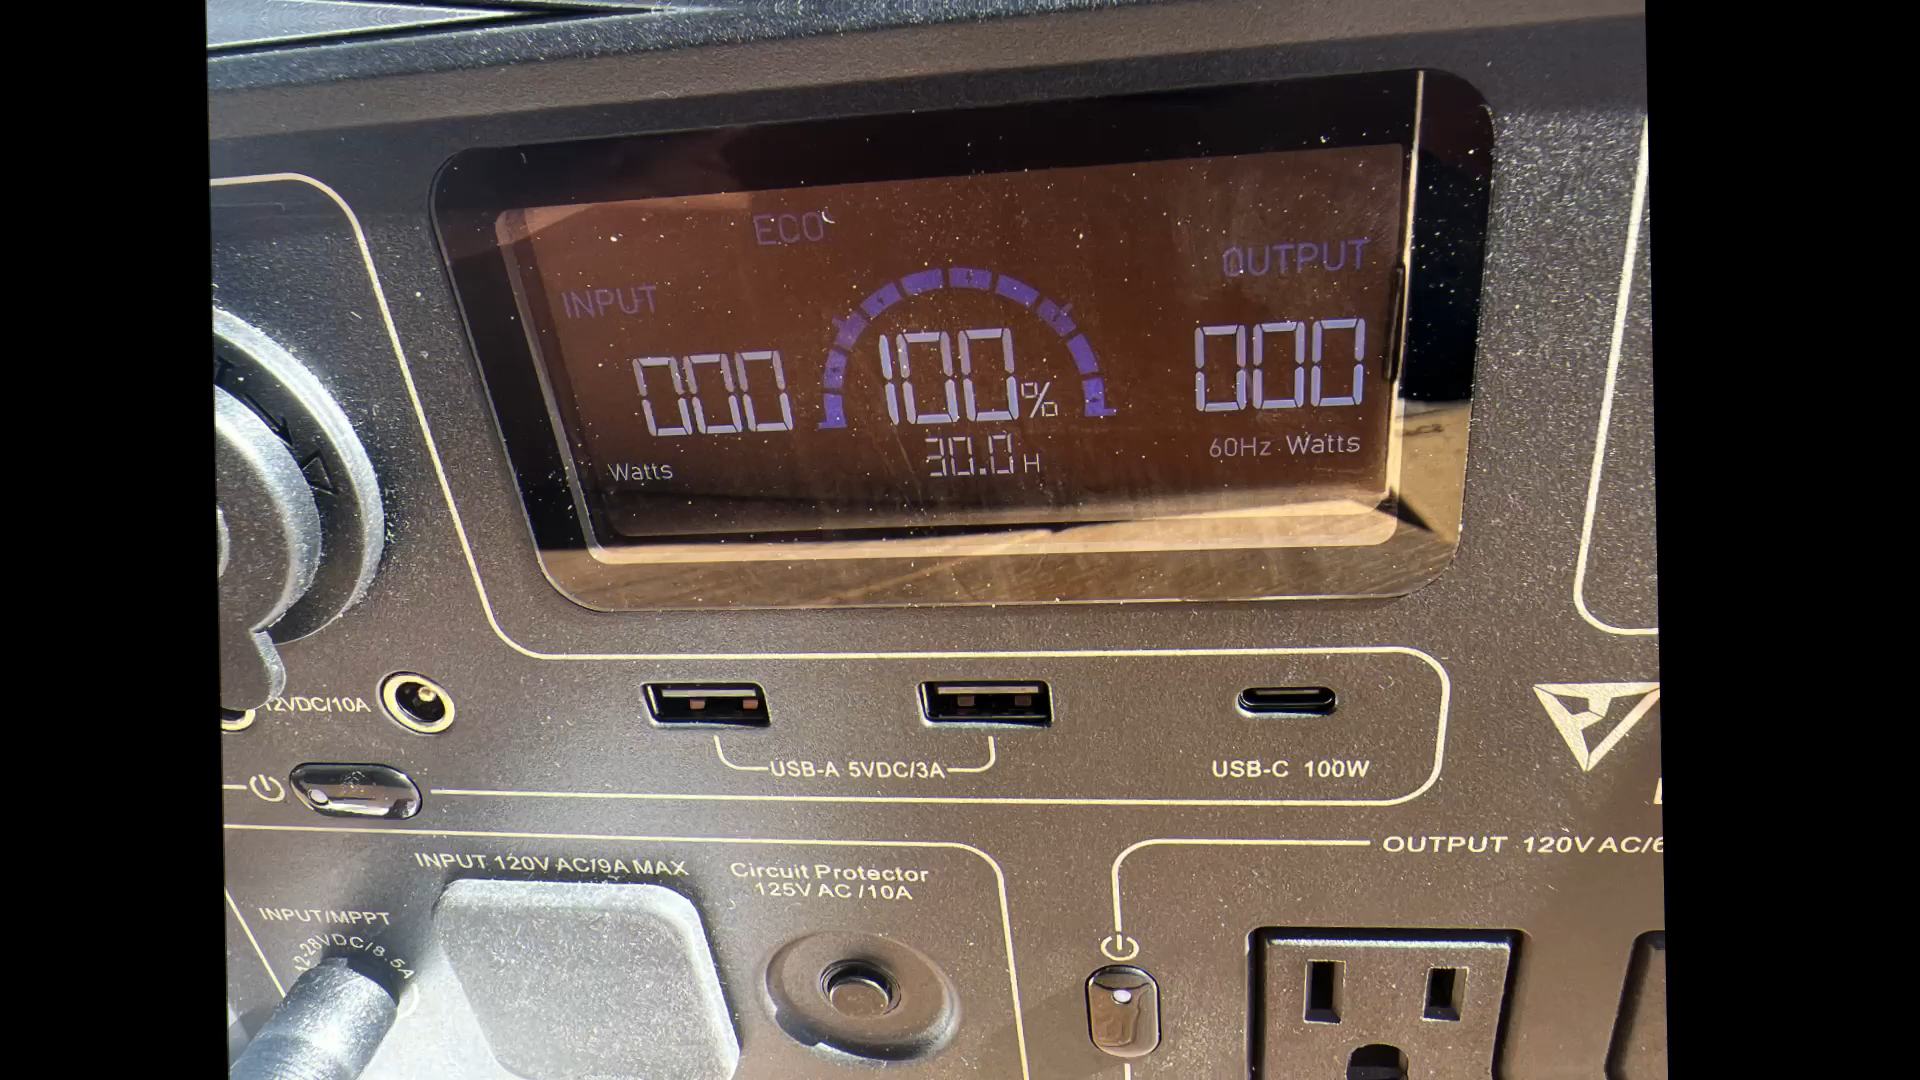 ECO
INPUT
OUTPUT
000
100%
000
Watts
30.0 H
60Hz Watts
12VDC/10A
USB-A 5VDC/3A
USB-C 100W
INPUT 120V AC/9A MAX
Circuit Protector
125V AC /10A
OUTPUT 120V AC/6
INPUT/MPPT
12-28VDC/8.5A